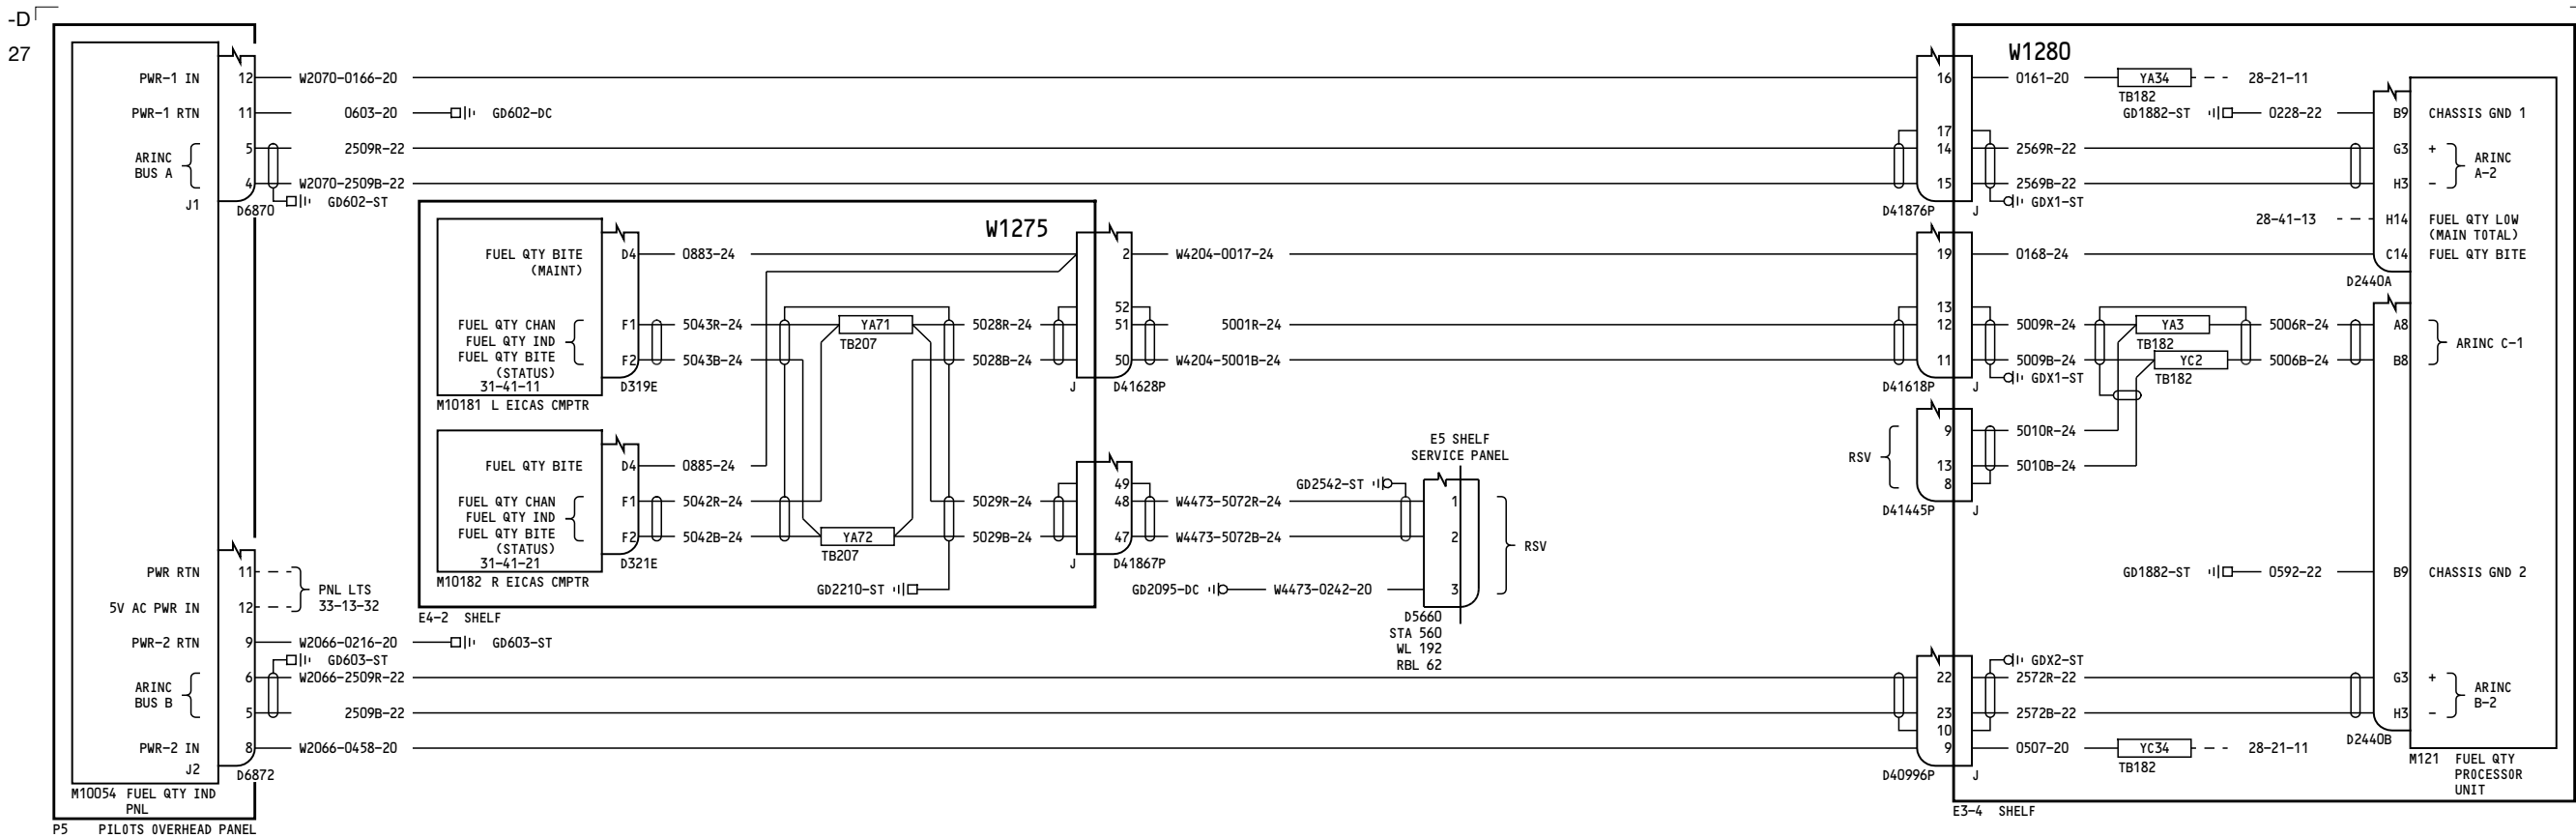 -D
27
PWR-1 IN
12
W2070-0166-20
PWR-1 RTN
11
0603-20
GD602-DC
ARINC
BUS A
5
2509R-22
4
W2070-2509B-22
GD602-ST
J1
D6870
W1275
FUEL QTY BITE
(MAINT)
D4
0883-24
FUEL QTY CHAN
FUEL QTY IND
FUEL QTY BITE
(STATUS)
31-41-11
F1
5043R-24
F2
5043B-24
D319E
M10181 L EICAS CMPTR
YA71
TB207
5028R-24
5028B-24
2
52
51
50
J
D41628P
W4204-0017-24
5001R-24
W4204-5001B-24
FUEL QTY BITE
D4
0885-24
FUEL QTY CHAN
FUEL QTY IND
FUEL QTY BITE
(STATUS)
31-41-21
F1
5042R-24
F2
5042B-24
D321E
M10182 R EICAS CMPTR
YA72
TB207
5029R-24
5029B-24
GD2210-ST
49
48
47
J
D41867P
W4473-5072R-24
W4473-5072B-24
GD2095-DC
W4473-0242-20
E4-2 SHELF
E5 SHELF
SERVICE PANEL
GD2542-ST
1
2
3
RSV
D5660
STA 560
WL 192
RBL 62
PWR RTN
11
5V AC PWR IN
12
PNL LTS
33-13-32
PWR-2 RTN
9
W2066-0216-20
GD603-ST
GD603-ST
ARINC
BUS B
6
W2066-2509R-22
5
2509B-22
PWR-2 IN
8
W2066-0458-20
J2
D6872
M10054 FUEL QTY IND
PNL
P5 PILOTS OVERHEAD PANEL
W1280
16
0161-20
YA34
TB182
28-21-11
GD1882-ST
0228-22
B9
CHASSIS GND 1
17
14
2569R-22
G3
+
15
2569B-22
H3
-
ARINC
A-2
D41876P
J
GDX1-ST
28-41-13
H14
FUEL QTY LOW
(MAIN TOTAL)
19
0168-24
C14
FUEL QTY BITE
D2440A
13
12
5009R-24
YA3
TB182
5006R-24
A8
11
5009B-24
YC2
TB182
5006B-24
B8
ARINC C-1
D41618P
J
GDX1-ST
RSV
9
5010R-24
13
5010B-24
8
D41445P
J
GD1882-ST
0592-22
B9
CHASSIS GND 2
GDX2-ST
22
2572R-22
G3
+
23
2572B-22
H3
-
ARINC
B-2
10
9
0507-20
YC34
TB182
28-21-11
D2440B
D40996P
J
M121 FUEL QTY
PROCESSOR
UNIT
E3-4 SHELF